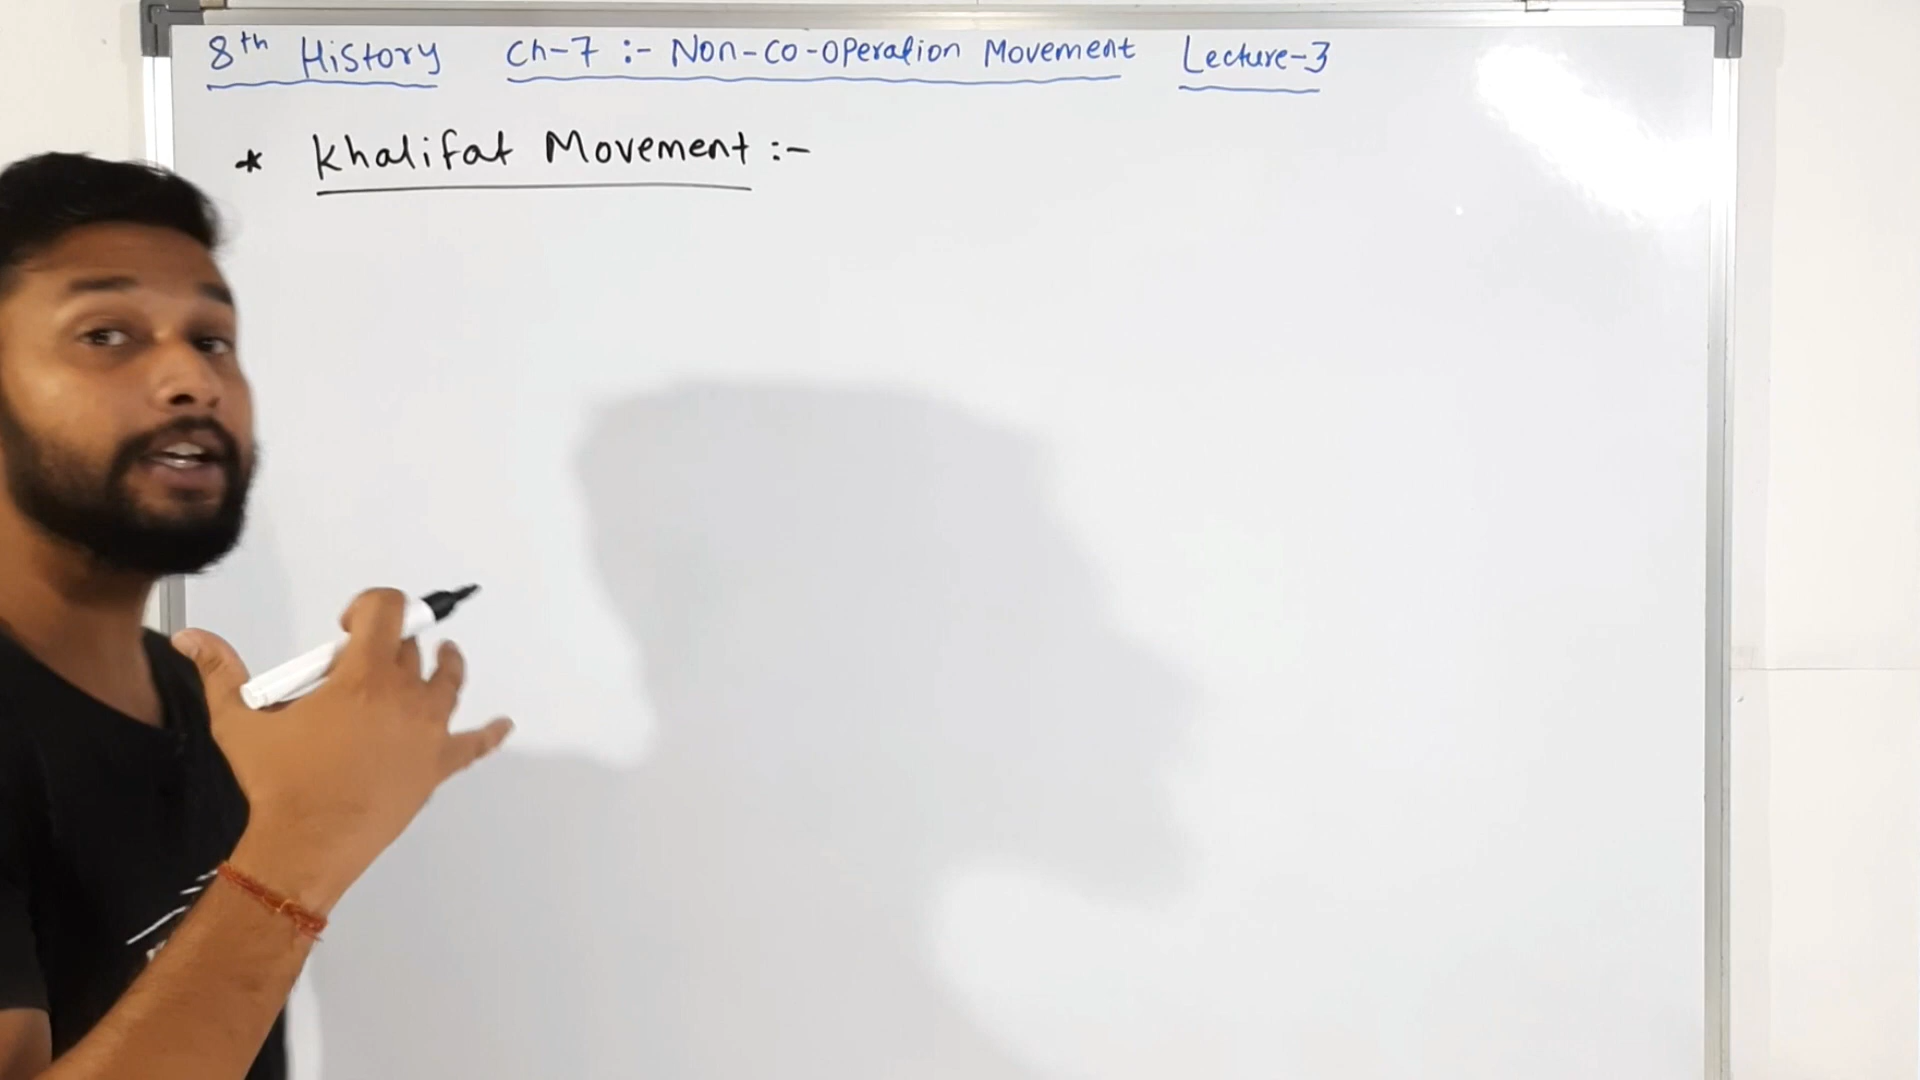 8th History Ch-7 :- Non-Co-operation Movement Lecture-3
* Khalifat Movement :-